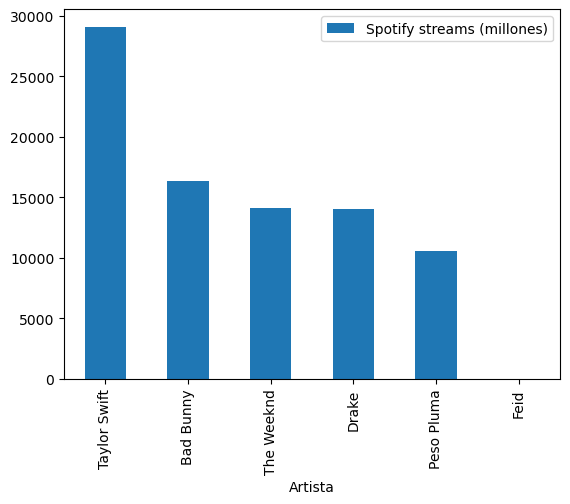 Spotify streams (millones)
30000
25000
20000
15000
10000
5000
0
Taylor Swift
Bad Bunny
The Weeknd
Drake
Peso Pluma
Feid
Artista